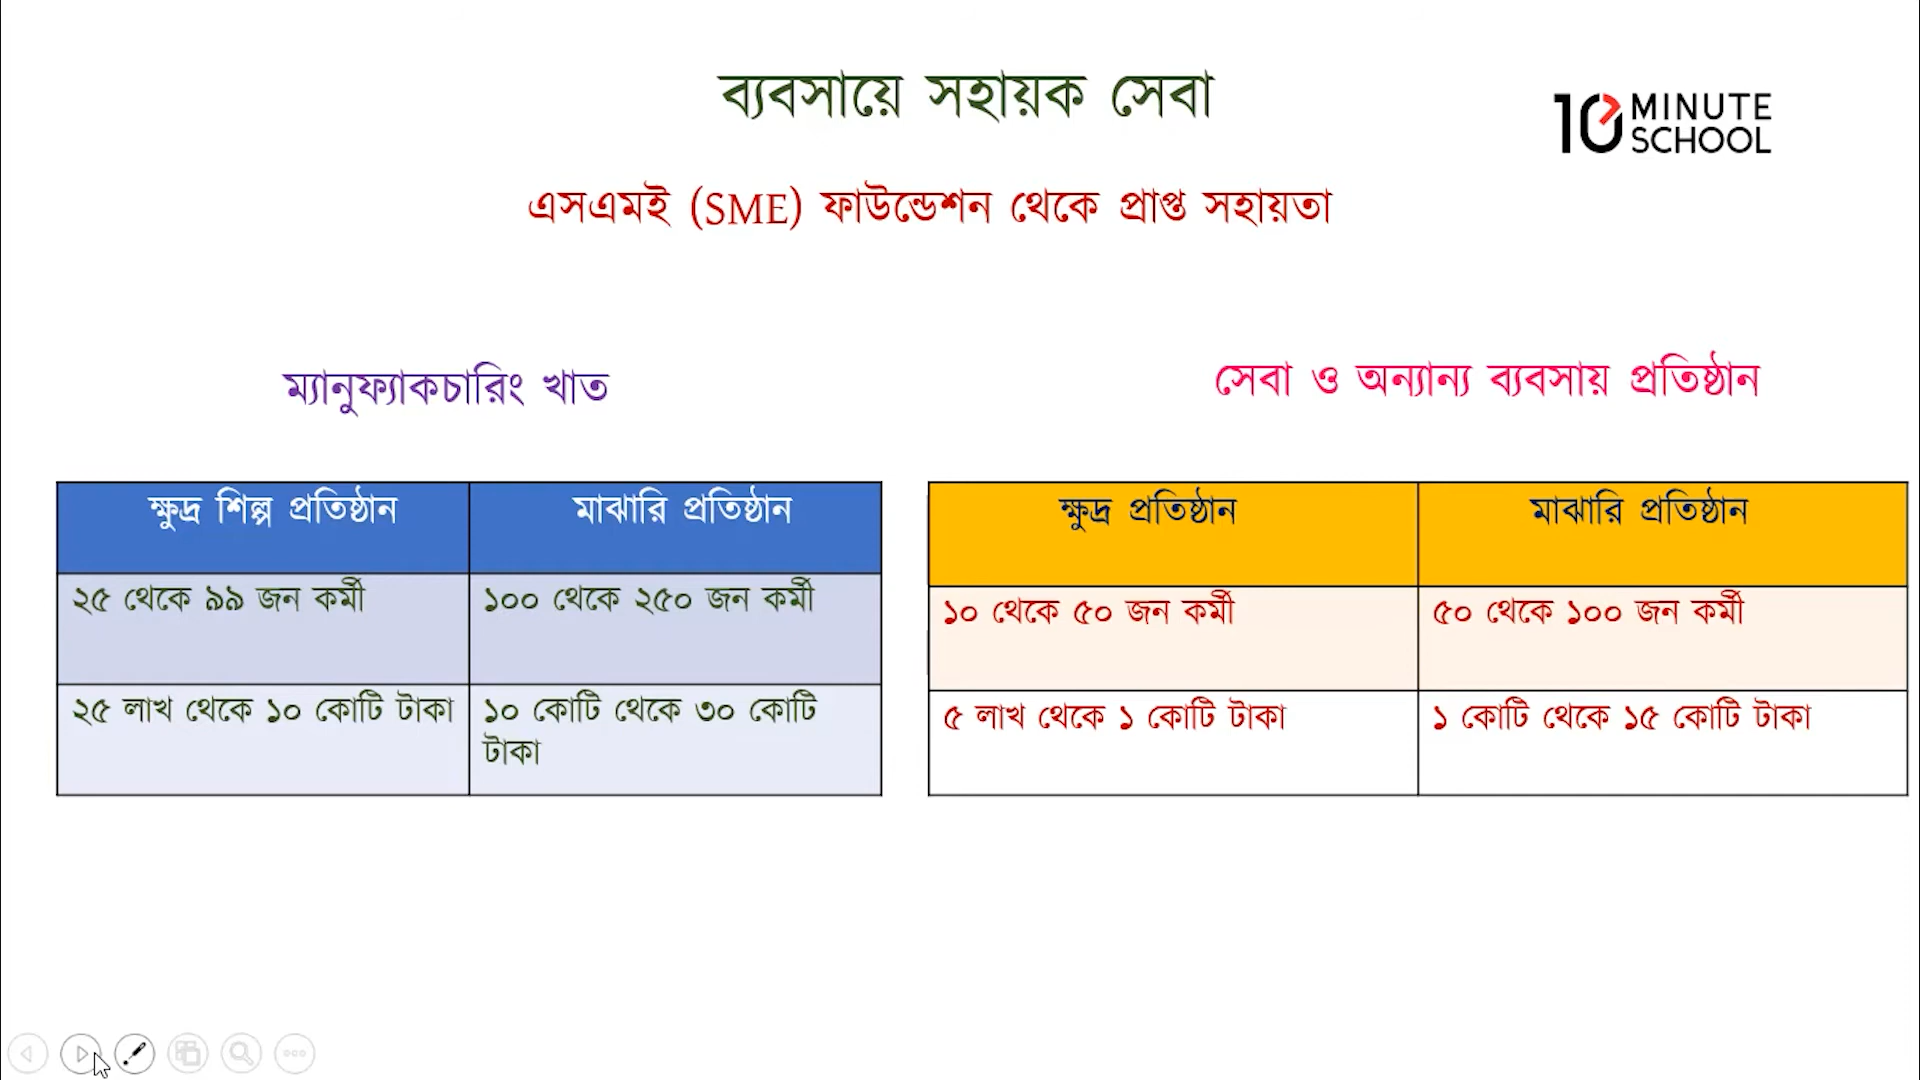 ব্যবসায়ে সহায়ক সেবা
10 MINUTE
SCHOOL
এসএমই (SME) ফাউন্ডেশন থেকে প্রাপ্ত সহায়তা
ম্যানুফ্যাকচারিং খাত
ক্ষুদ্র শিল্প প্রতিষ্ঠান
মাঝারি প্রতিষ্ঠান
২৫ থেকে ৯৯ জন কর্মী
১০০ থেকে ২৫০ জন কর্মী
২৫ লাখ থেকে ১০ কোটি টাকা
১০ কোটি থেকে ৩০ কোটি
টাকা
সেবা ও অন্যান্য ব্যবসায় প্রতিষ্ঠান
ক্ষুদ্র প্রতিষ্ঠান
মাঝারি প্রতিষ্ঠান
১০ থেকে ৫০ জন কর্মী
৫০ থেকে ১০০ জন কর্মী
৫ লাখ থেকে ১ কোটি টাকা
১ কোটি থেকে ১৫ কোটি টাকা